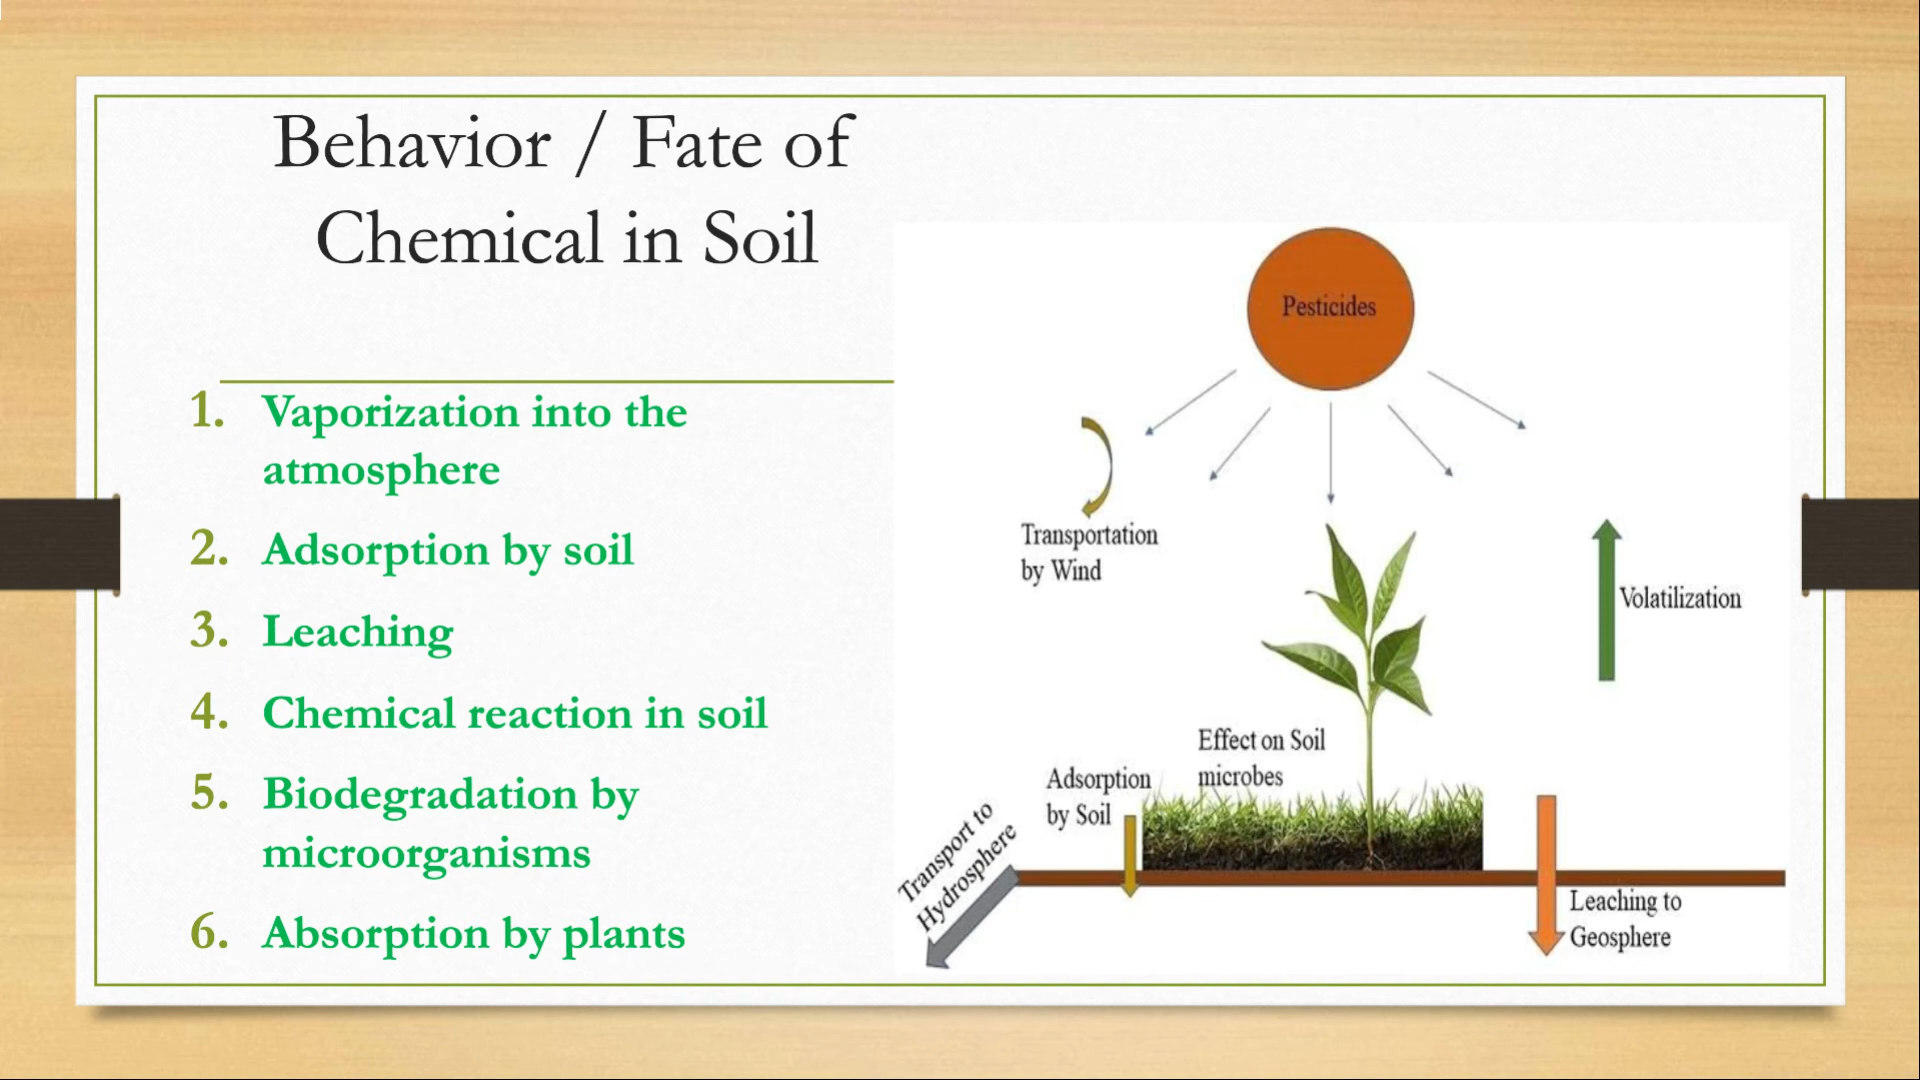 Behavior / Fate of
Chemical in Soil
1. Vaporization into the
atmosphere
2. Adsorption by soil
3. Leaching
4. Chemical reaction in soil
5. Biodegradation by
microorganisms
6. Absorption by plants
Pesticides
Transportation
by Wind
Volatilization
Effect on Soil
microbes
Adsorption
by Soil
Transport to
Hydrosphere
Leaching to
Geosphere